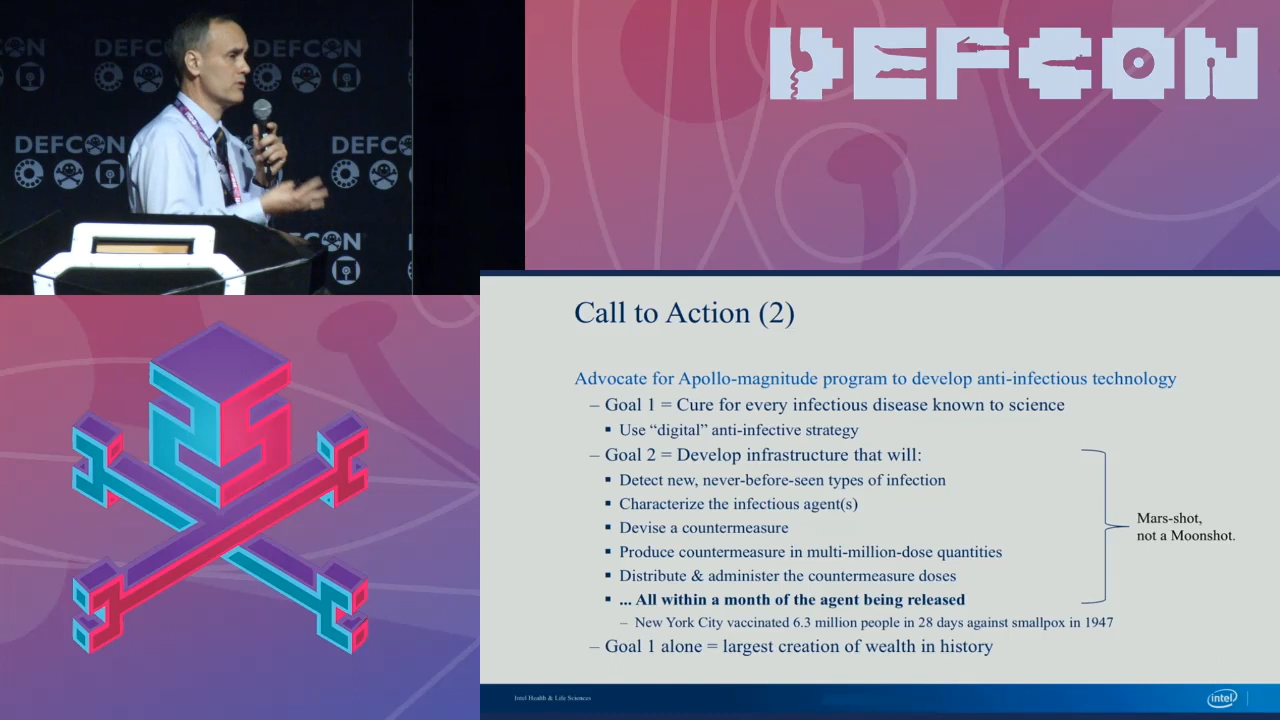 DEFCON
DEFCON
DEFCON
DEFCON
Call to Action (2)
Advocate for Apollo-magnitude program to develop anti-infectious technology
– Goal 1 = Cure for every infectious disease known to science
▪ Use “digital” anti-infective strategy
– Goal 2 = Develop infrastructure that will:
▪ Detect new, never-before-seen types of infection
▪ Characterize the infectious agent(s)
▪ Devise a countermeasure
▪ Produce countermeasure in multi-million-dose quantities
▪ Distribute & administer the countermeasure doses
▪ ... All within a month of the agent being released
– New York City vaccinated 6.3 million people in 28 days against smallpox in 1947
– Goal 1 alone = largest creation of wealth in history
Mars-shot,
not a Moonshot.
Intel Health & Life Sciences
intel